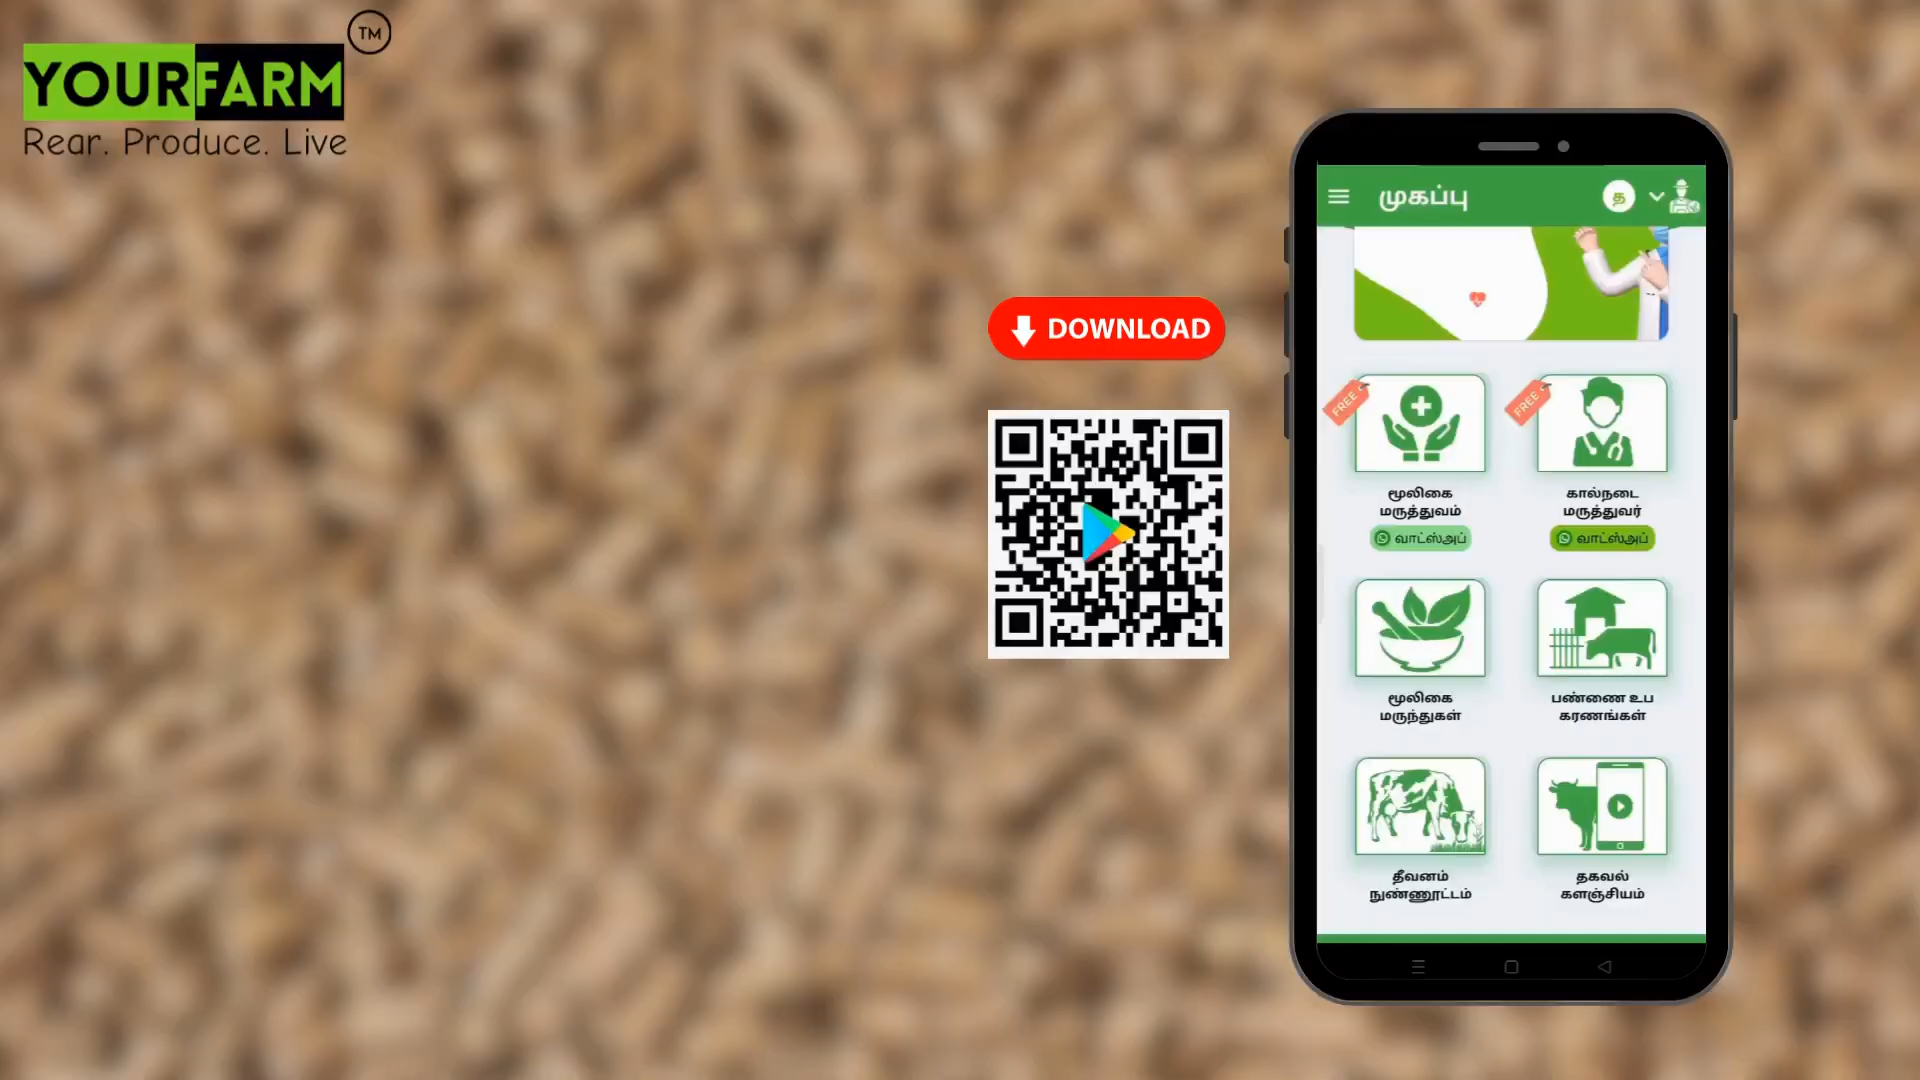 YOURFARM
TM
Rear. Produce. Live
DOWNLOAD
முகப்பு
த
FREE
FREE
மூலிகை
மருத்துவம்
வாட்ஸ்அப்
கால்நடை
மருத்துவர்
வாட்ஸ்அப்
மூலிகை
மருந்துகள்
பண்ணை உப
கரணங்கள்
தீவனம்
நுண்ணூட்டம்
தகவல்
களஞ்சியம்